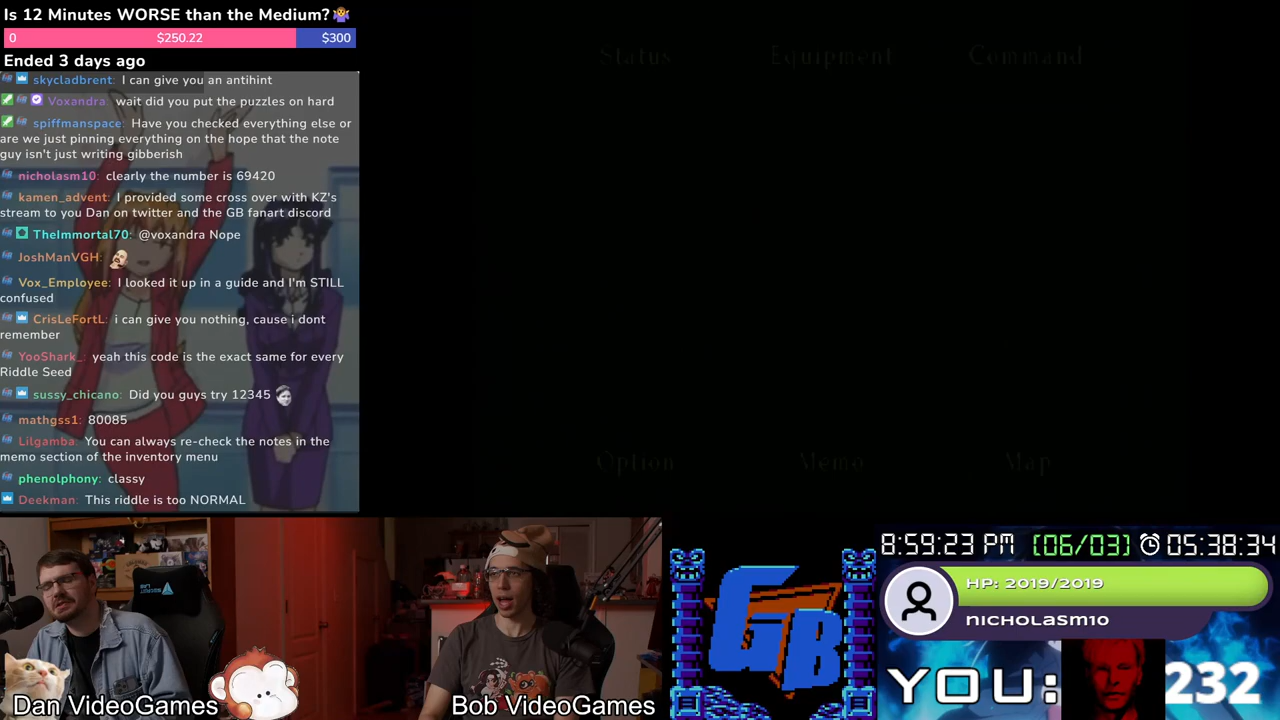 Is 12 Minutes WORSE than the Medium?🤷‍♀️
0 $250.22 $300
Ended 3 days ago
skycladbrent: I can give you an antihint
Voxandra: wait did you put the puzzles on hard
spiffmanspace: Have you checked everything else or
are we just pinning everything on the hope that the note
guy isn't just writing gibberish
nicholasm10: clearly the number is 69420
kamen_advent: I provided some cross over with KZ's
stream to you Dan on twitter and the GB fanart discord
TheImmortal70: @voxandra Nope
JoshManVGH:
Vox_Employee: I looked it up in a guide and I'm STILL
confused
CrisLeFortL: i can give you nothing, cause i dont
remember
YooShark_: yeah this code is the exact same for every
Riddle Seed
sussy_chicano: Did you guys try 12345
mathgss1: 80085
Lilgamba: You can always re-check the notes in the
memo section of the inventory menu
phenolphony: classy
Deekman: This riddle is too NORMAL
Status Equipment Command
Option Memo Map
Dan VideoGames
Bob VideoGames
GB
8:59:23 PM [06/03] 05:38:34
HP: 2019/2019
nicholasm10
YOU: 232